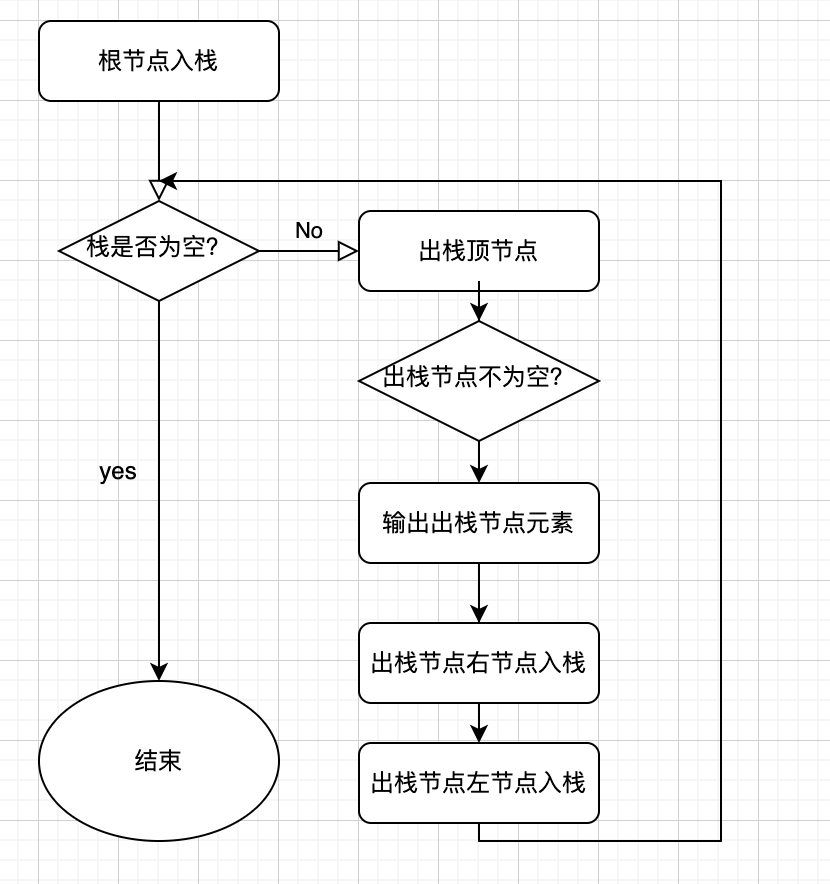 根节点入栈
栈是否为空?
No
出栈顶节点
出栈节点不为空?
yes
输出出栈节点元素
出栈节点右节点入栈
出栈节点左节点入栈
结束